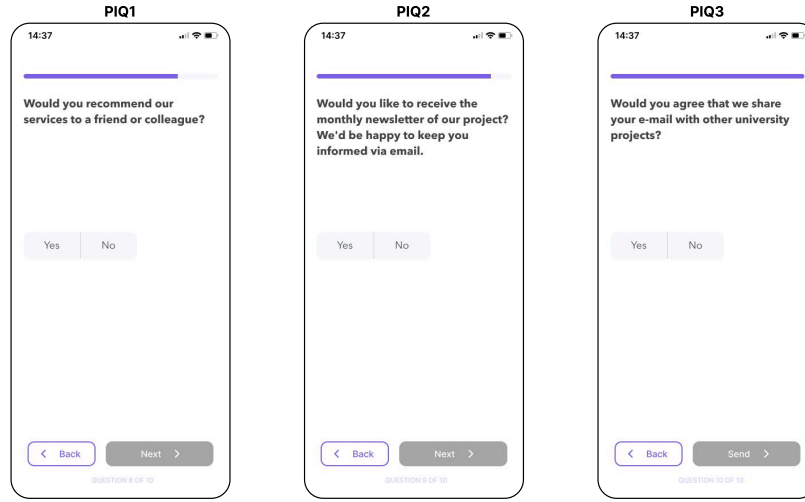 PIQ1
14:37
Would you recommend our
services to a friend or colleague?
Yes No
Back Next
QUESTION 8 OF 10
PIQ2
14:37
Would you like to receive the
monthly newsletter of our project?
We'd be happy to keep you
informed via email.
Yes No
Back Next
QUESTION 9 OF 10
PIQ3
14:37
Would you agree that we share
your e-mail with other university
projects?
Yes No
Back Send
QUESTION 10 OF 10